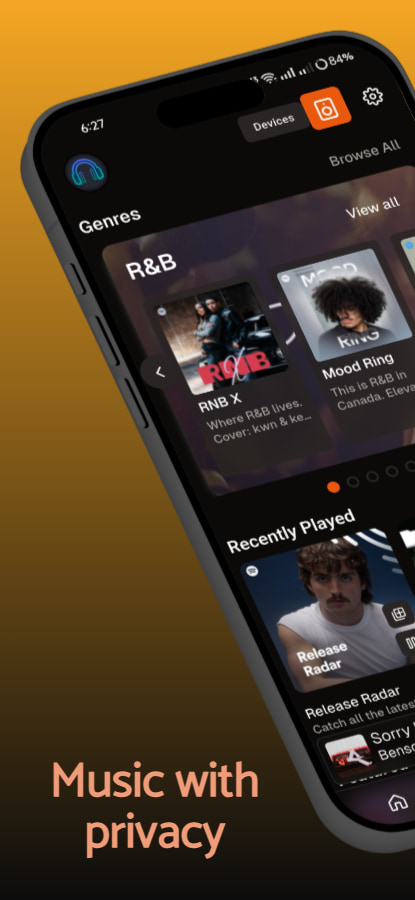 6:27
84%
Devices
Browse All
Genres
R&B
View all
RNB X
RNB X
Where R&B lives.
Cover: kwn & ke...
MOOD
RING
Mood Ring
This is R&B in
Canada. Eleva
Recently Played
Release
Radar
Release Radar
Catch all the latest
Sorry
Benso
Music with
privacy